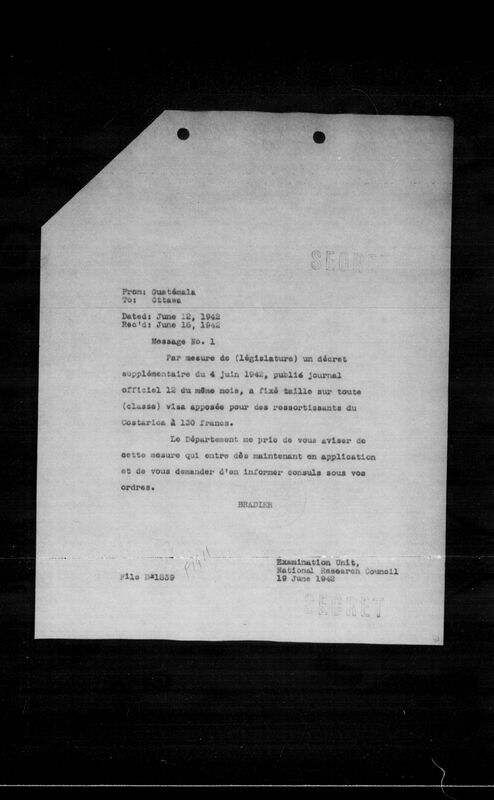 SECRET
From: Guatémala
To: Ottawa
Dated: June 12, 1942
Rec'd: June 16, 1942
Message No. 1
Par mesure de (législature) un décret
supplémentaire du 4 juin 1942, publié journal
officiel 12 du même mois, a fixé taille sur toute
(classe) visa apposée pour des ressortissants du
Costarica à 130 francs.
Le Département me prie de vous aviser de
cette mesure qui entre dès maintenant en application
et de vous demander d'en informer consuls sous vos
ordres.
BRADIER
Examination Unit,
National Research Council
19 June 1942
File D-1839
SECRET